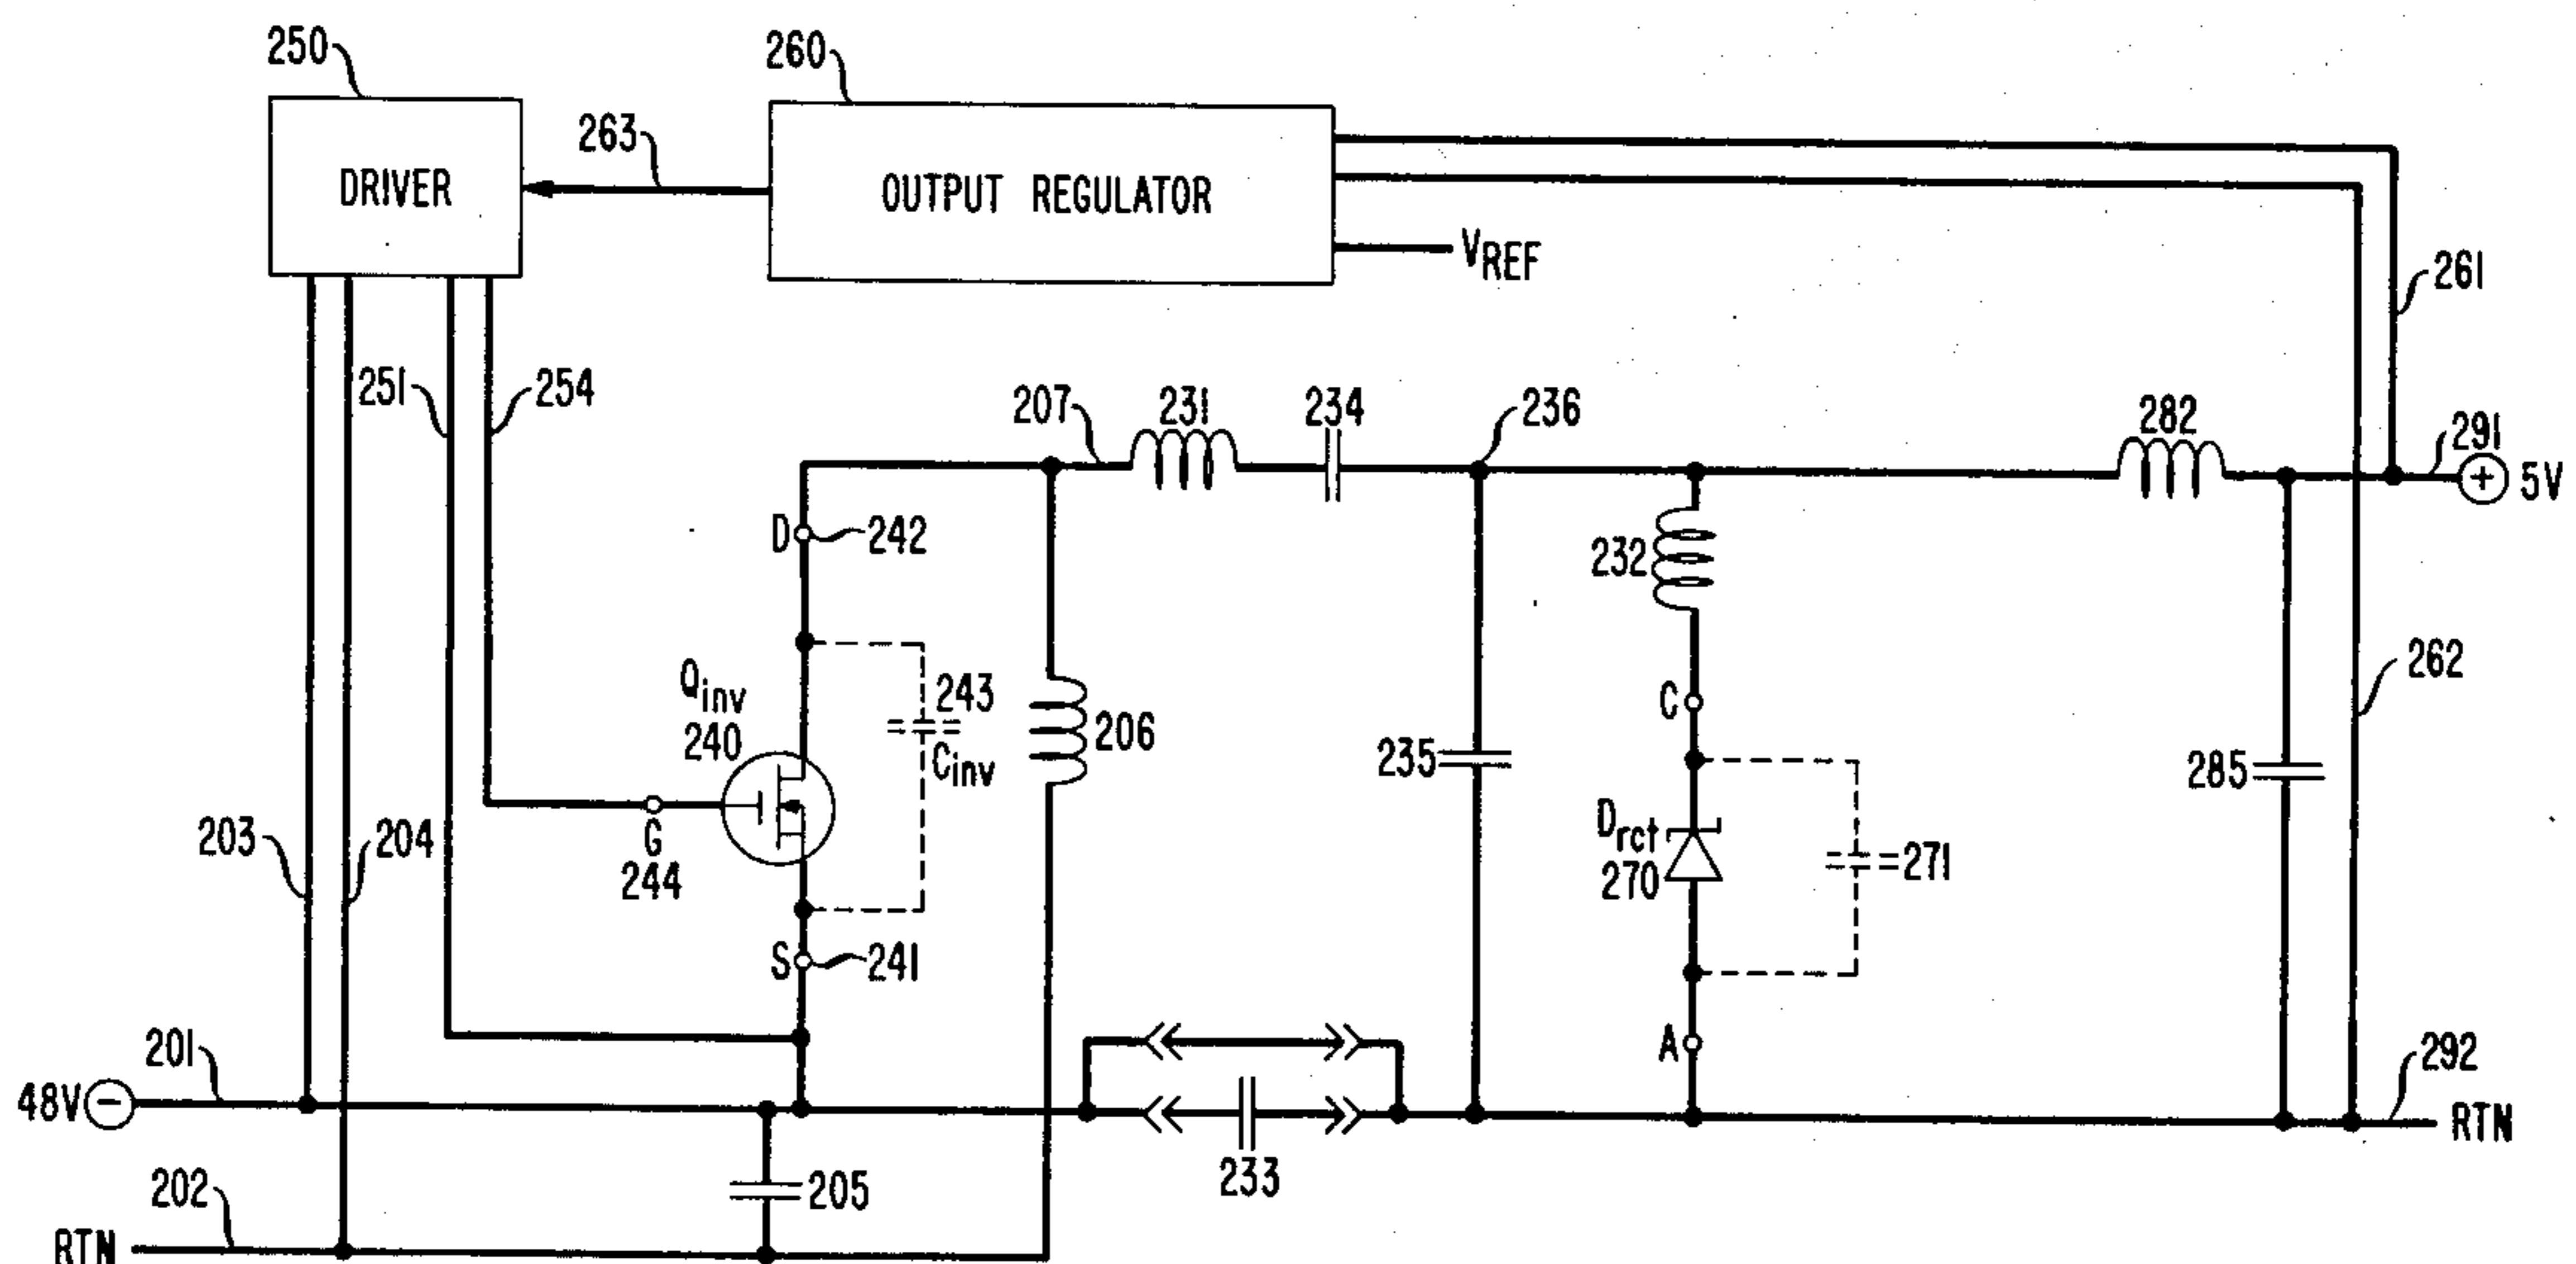 250
260
DRIVER
263
OUTPUT REGULATOR
VREF
261
251
254
207
231
234
236
282
291
+ 5V
D 242
232
Qinv
240
243
Cinv
206
235
C
285
262
203
204
G
244
Drct
270
271
S 241
A
201
48V −
292
RTN
233
202
205
RTN